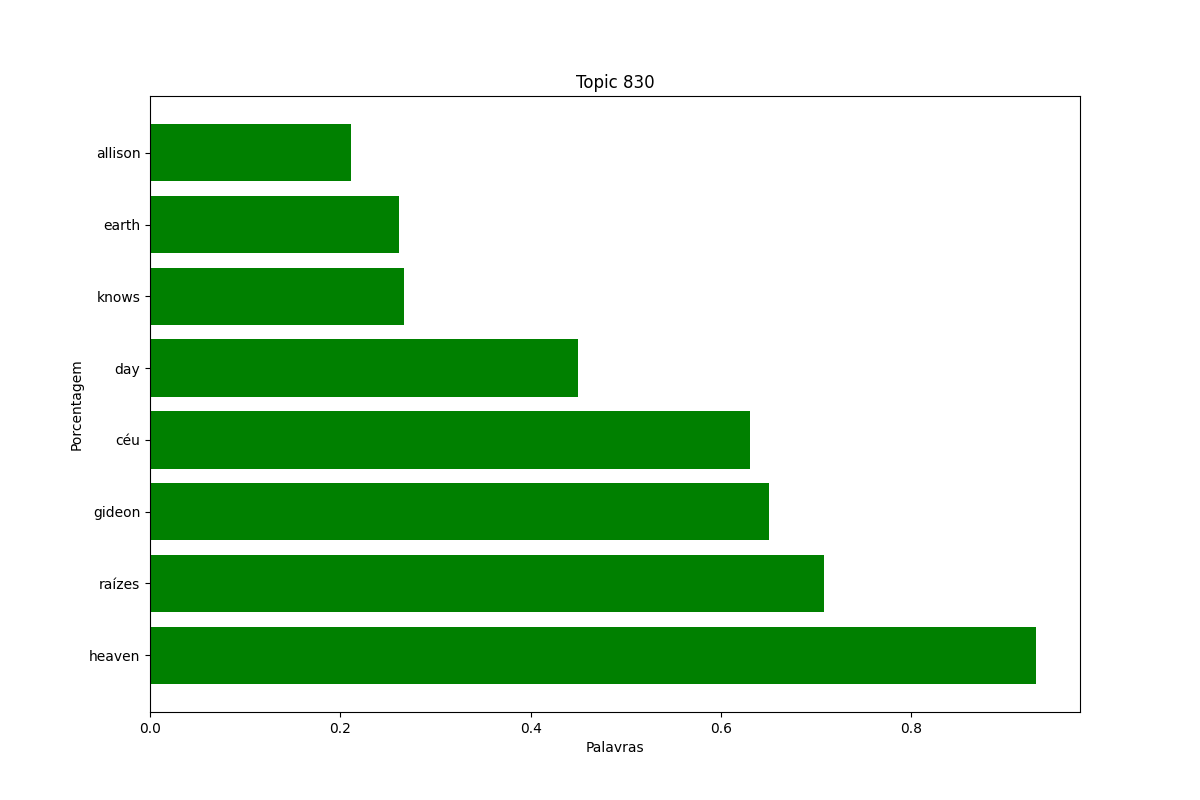 Topic 830
allison
earth
knows
day
céu
gideon
raízes
heaven
Porcentagem
0.0 0.2 0.4 0.6 0.8
Palavras